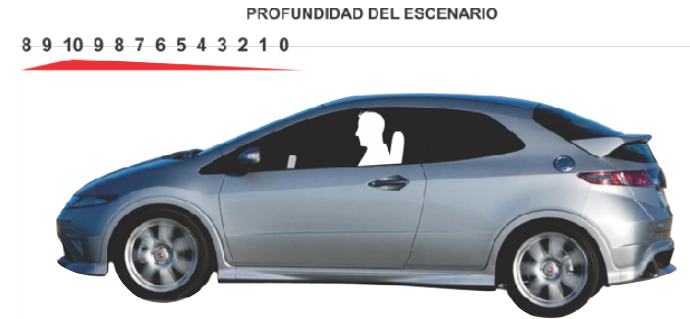 PROFUNDIDAD DEL ESCENARIO
8 9 10 9 8 7 6 5 4 3 2 1 0